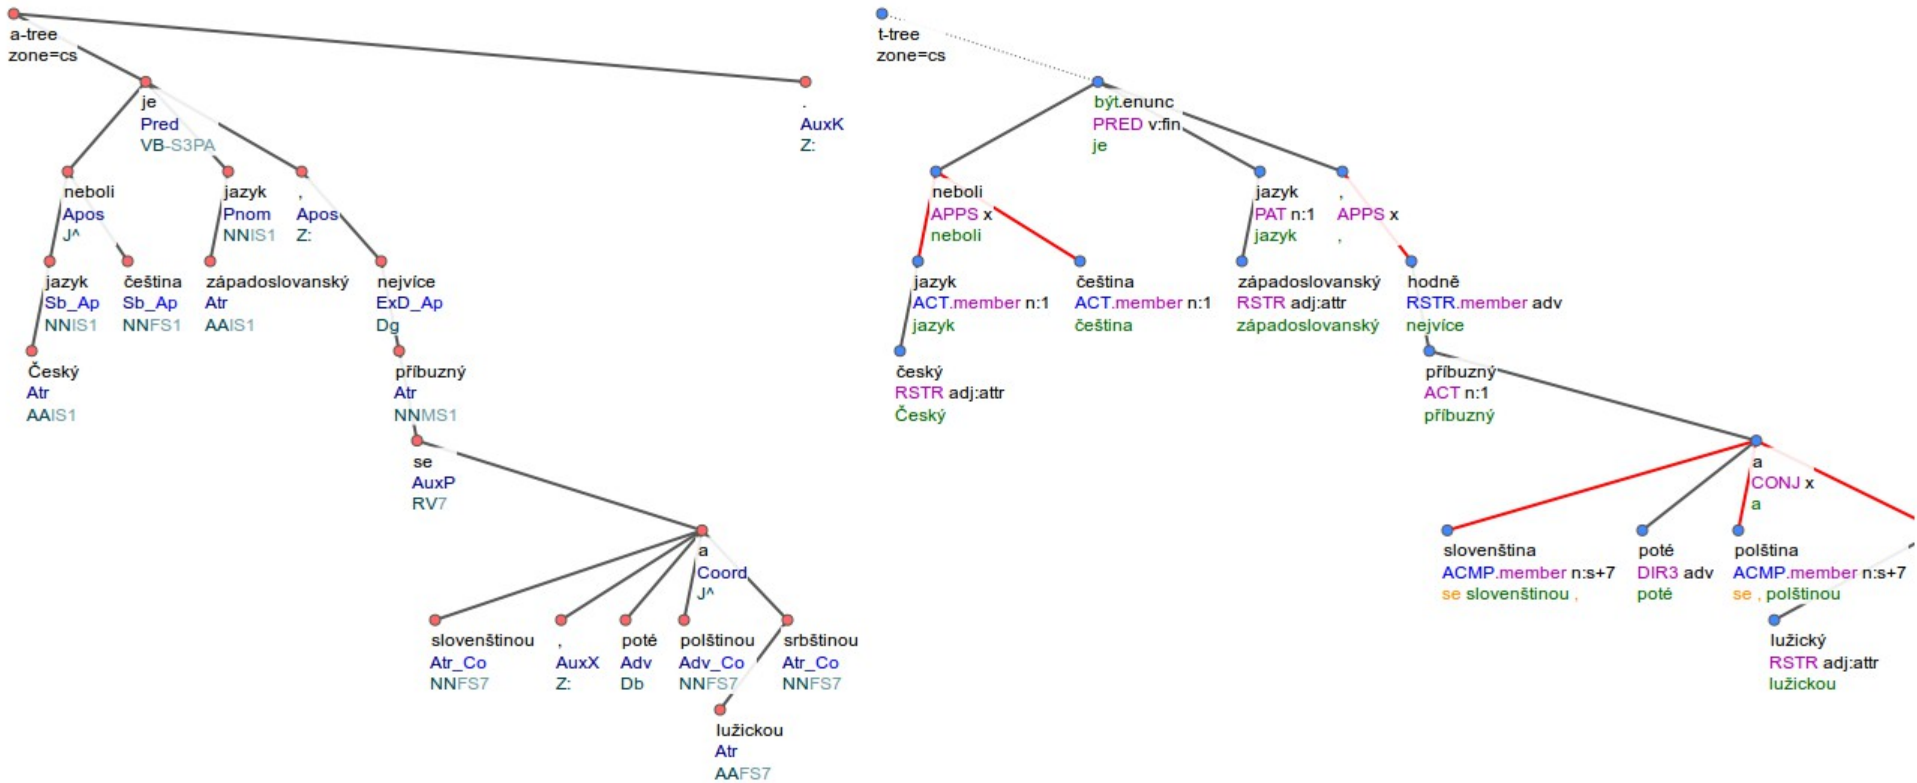 a-tree
zone=cs
je
Pred
VB-S3PA
.
AuxK
Z:
neboli
Apos
J^
jazyk
Pnom
NNIS1
,
Apos
Z:
jazyk
Sb_Ap
NNIS1
čeština
Sb_Ap
NNFS1
západoslovanský
Atr
AAIS1
nejvíce
ExD_Ap
Dg
Český
Atr
AAIS1
příbuzný
Atr
NNMS1
se
AuxP
RV7
a
Coord
J^
slovenštinou
Atr_Co
NNFS7
,
AuxX
Z:
poté
Adv
Db
polštinou
Adv_Co
NNFS7
srbštinou
Atr_Co
NNFS7
lužickou
Atr
AAFS7
t-tree
zone=cs
být.enunc
PRED v:fin
je
neboli
APPS x
neboli
jazyk
PAT n:1
jazyk
,
APPS x
,
jazyk
ACT.member n:1
jazyk
čeština
ACT.member n:1
čeština
západoslovanský
RSTR adj:attr
západoslovanský
hodně
RSTR.member adv
nejvíce
český
RSTR adj:attr
Český
příbuzný
ACT n:1
příbuzný
a
CONJ x
a
slovenština
ACMP.member n:s+7
se slovenštinou ,
poté
DIR3 adv
poté
polština
ACMP.member n:s+7
se , polštinou
lužický
RSTR adj:attr
lužickou